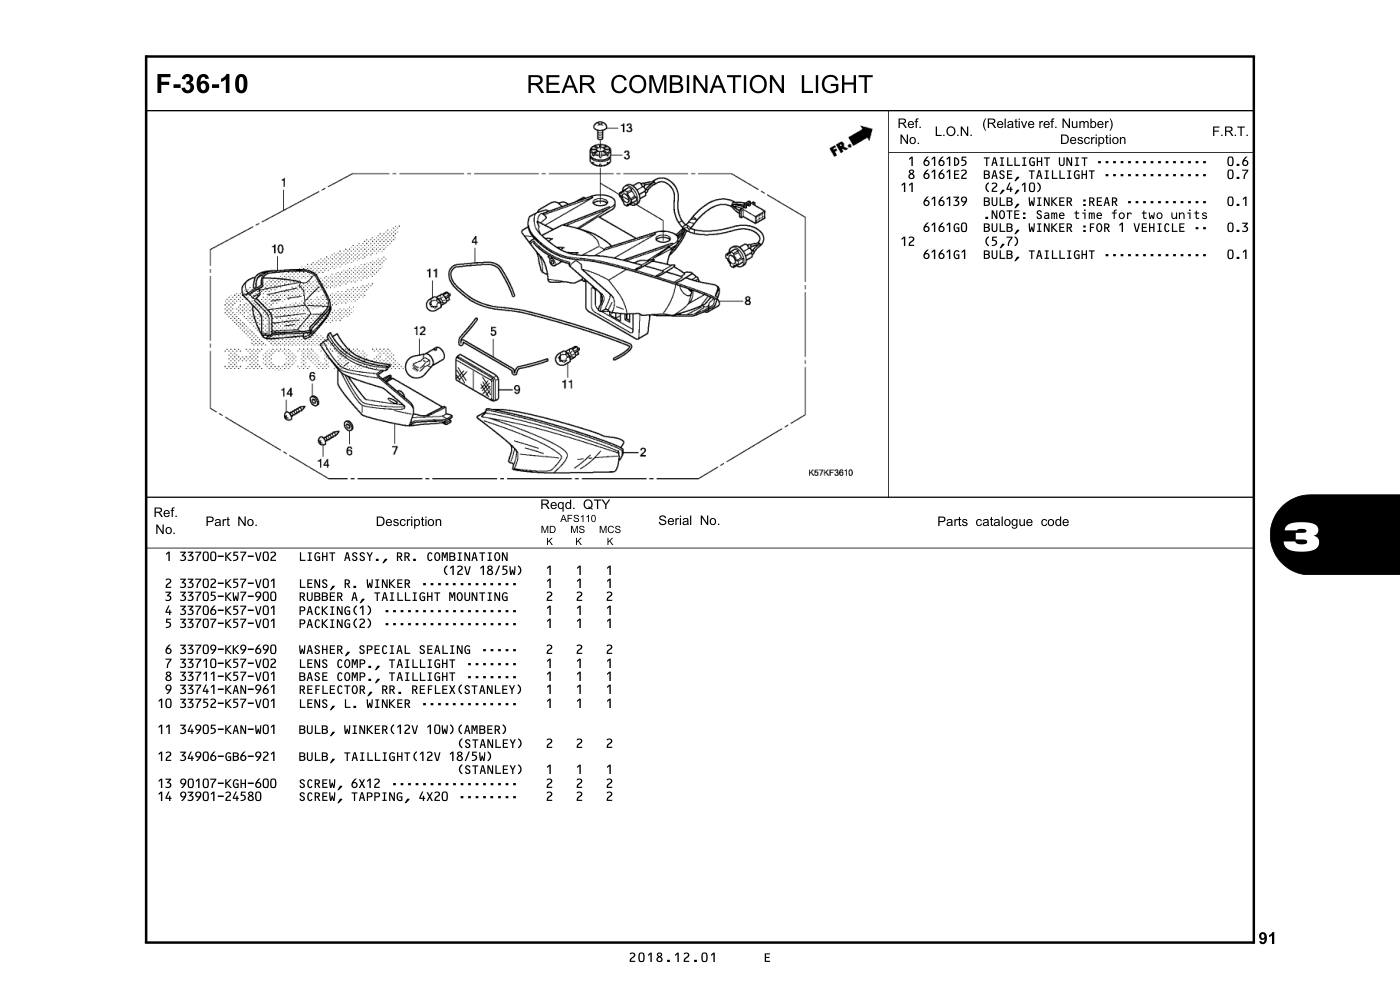 F-36-10 REAR COMBINATION LIGHT
13
3
FR.
1
10
4
11
8
12
5
11
9
6
14
6
14
7
2
HONDA
K57KF3610
Ref. No. L.O.N. (Relative ref. Number) Description F.R.T.
1 6161D5 TAILLIGHT UNIT --------------- 0.6
8 6161E2 BASE, TAILLIGHT -------------- 0.7
11 (2,4,10)
616139 BULB, WINKER :REAR ----------- 0.1
.NOTE: Same time for two units
6161G0 BULB, WINKER :FOR 1 VEHICLE -- 0.3
12 (5,7)
6161G1 BULB, TAILLIGHT -------------- 0.1
Ref. No. Part No. Description Reqd. QTY Serial No. Parts catalogue code
AFS110
MD MS MCS
K K K
1 33700-K57-V02 LIGHT ASSY., RR. COMBINATION
(12V 18/5W) 1 1 1
2 33702-K57-V01 LENS, R. WINKER ------------- 1 1 1
3 33705-KW7-900 RUBBER A, TAILLIGHT MOUNTING 2 2 2
4 33706-K57-V01 PACKING(1) ------------------ 1 1 1
5 33707-K57-V01 PACKING(2) ------------------ 1 1 1
6 33709-KK9-690 WASHER, SPECIAL SEALING ----- 2 2 2
7 33710-K57-V02 LENS COMP., TAILLIGHT ------- 1 1 1
8 33711-K57-V01 BASE COMP., TAILLIGHT ------- 1 1 1
9 33741-KAN-961 REFLECTOR, RR. REFLEX(STANLEY) 1 1 1
10 33752-K57-V01 LENS, L. WINKER ------------- 1 1 1
11 34905-KAN-W01 BULB, WINKER(12V 10W)(AMBER)
(STANLEY) 2 2 2
12 34906-GB6-921 BULB, TAILLIGHT(12V 18/5W)
(STANLEY) 1 1 1
13 90107-KGH-600 SCREW, 6X12 ----------------- 2 2 2
14 93901-24580 SCREW, TAPPING, 4X20 -------- 2 2 2
3
91
2018.12.01 E